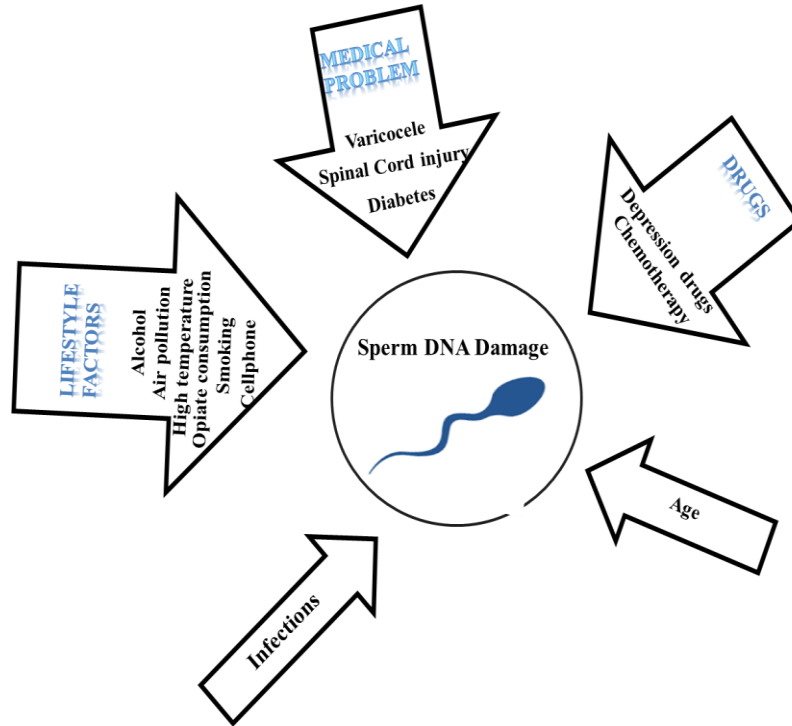 MEDICAL
PROBLEM
Varicocele
Spinal Cord injury
Diabetes
DRUGS
Depression drugs
Chemotherapy
LIFESTYLE
FACTORS
Alcohol
Air pollution
High temperature
Opiate consumption
Smoking
Cellphone
Sperm DNA Damage
Age
Infections